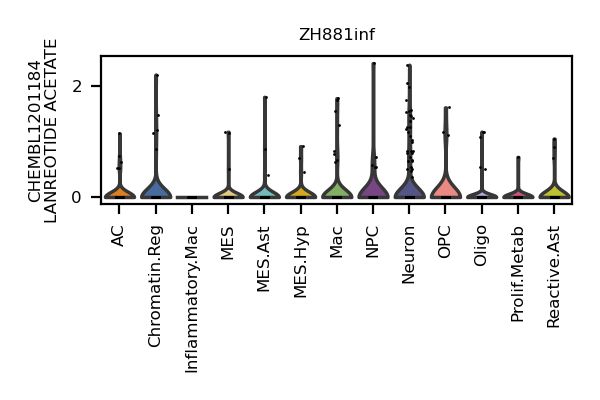 ZH881inf
CHEMBL1201184
LANREOTIDE ACETATE
2
0
AC
Chromatin.Reg
Inflammatory.Mac
MES
MES.Ast
MES.Hyp
Mac
NPC
Neuron
OPC
Oligo
Prolif.Metab
Reactive.Ast